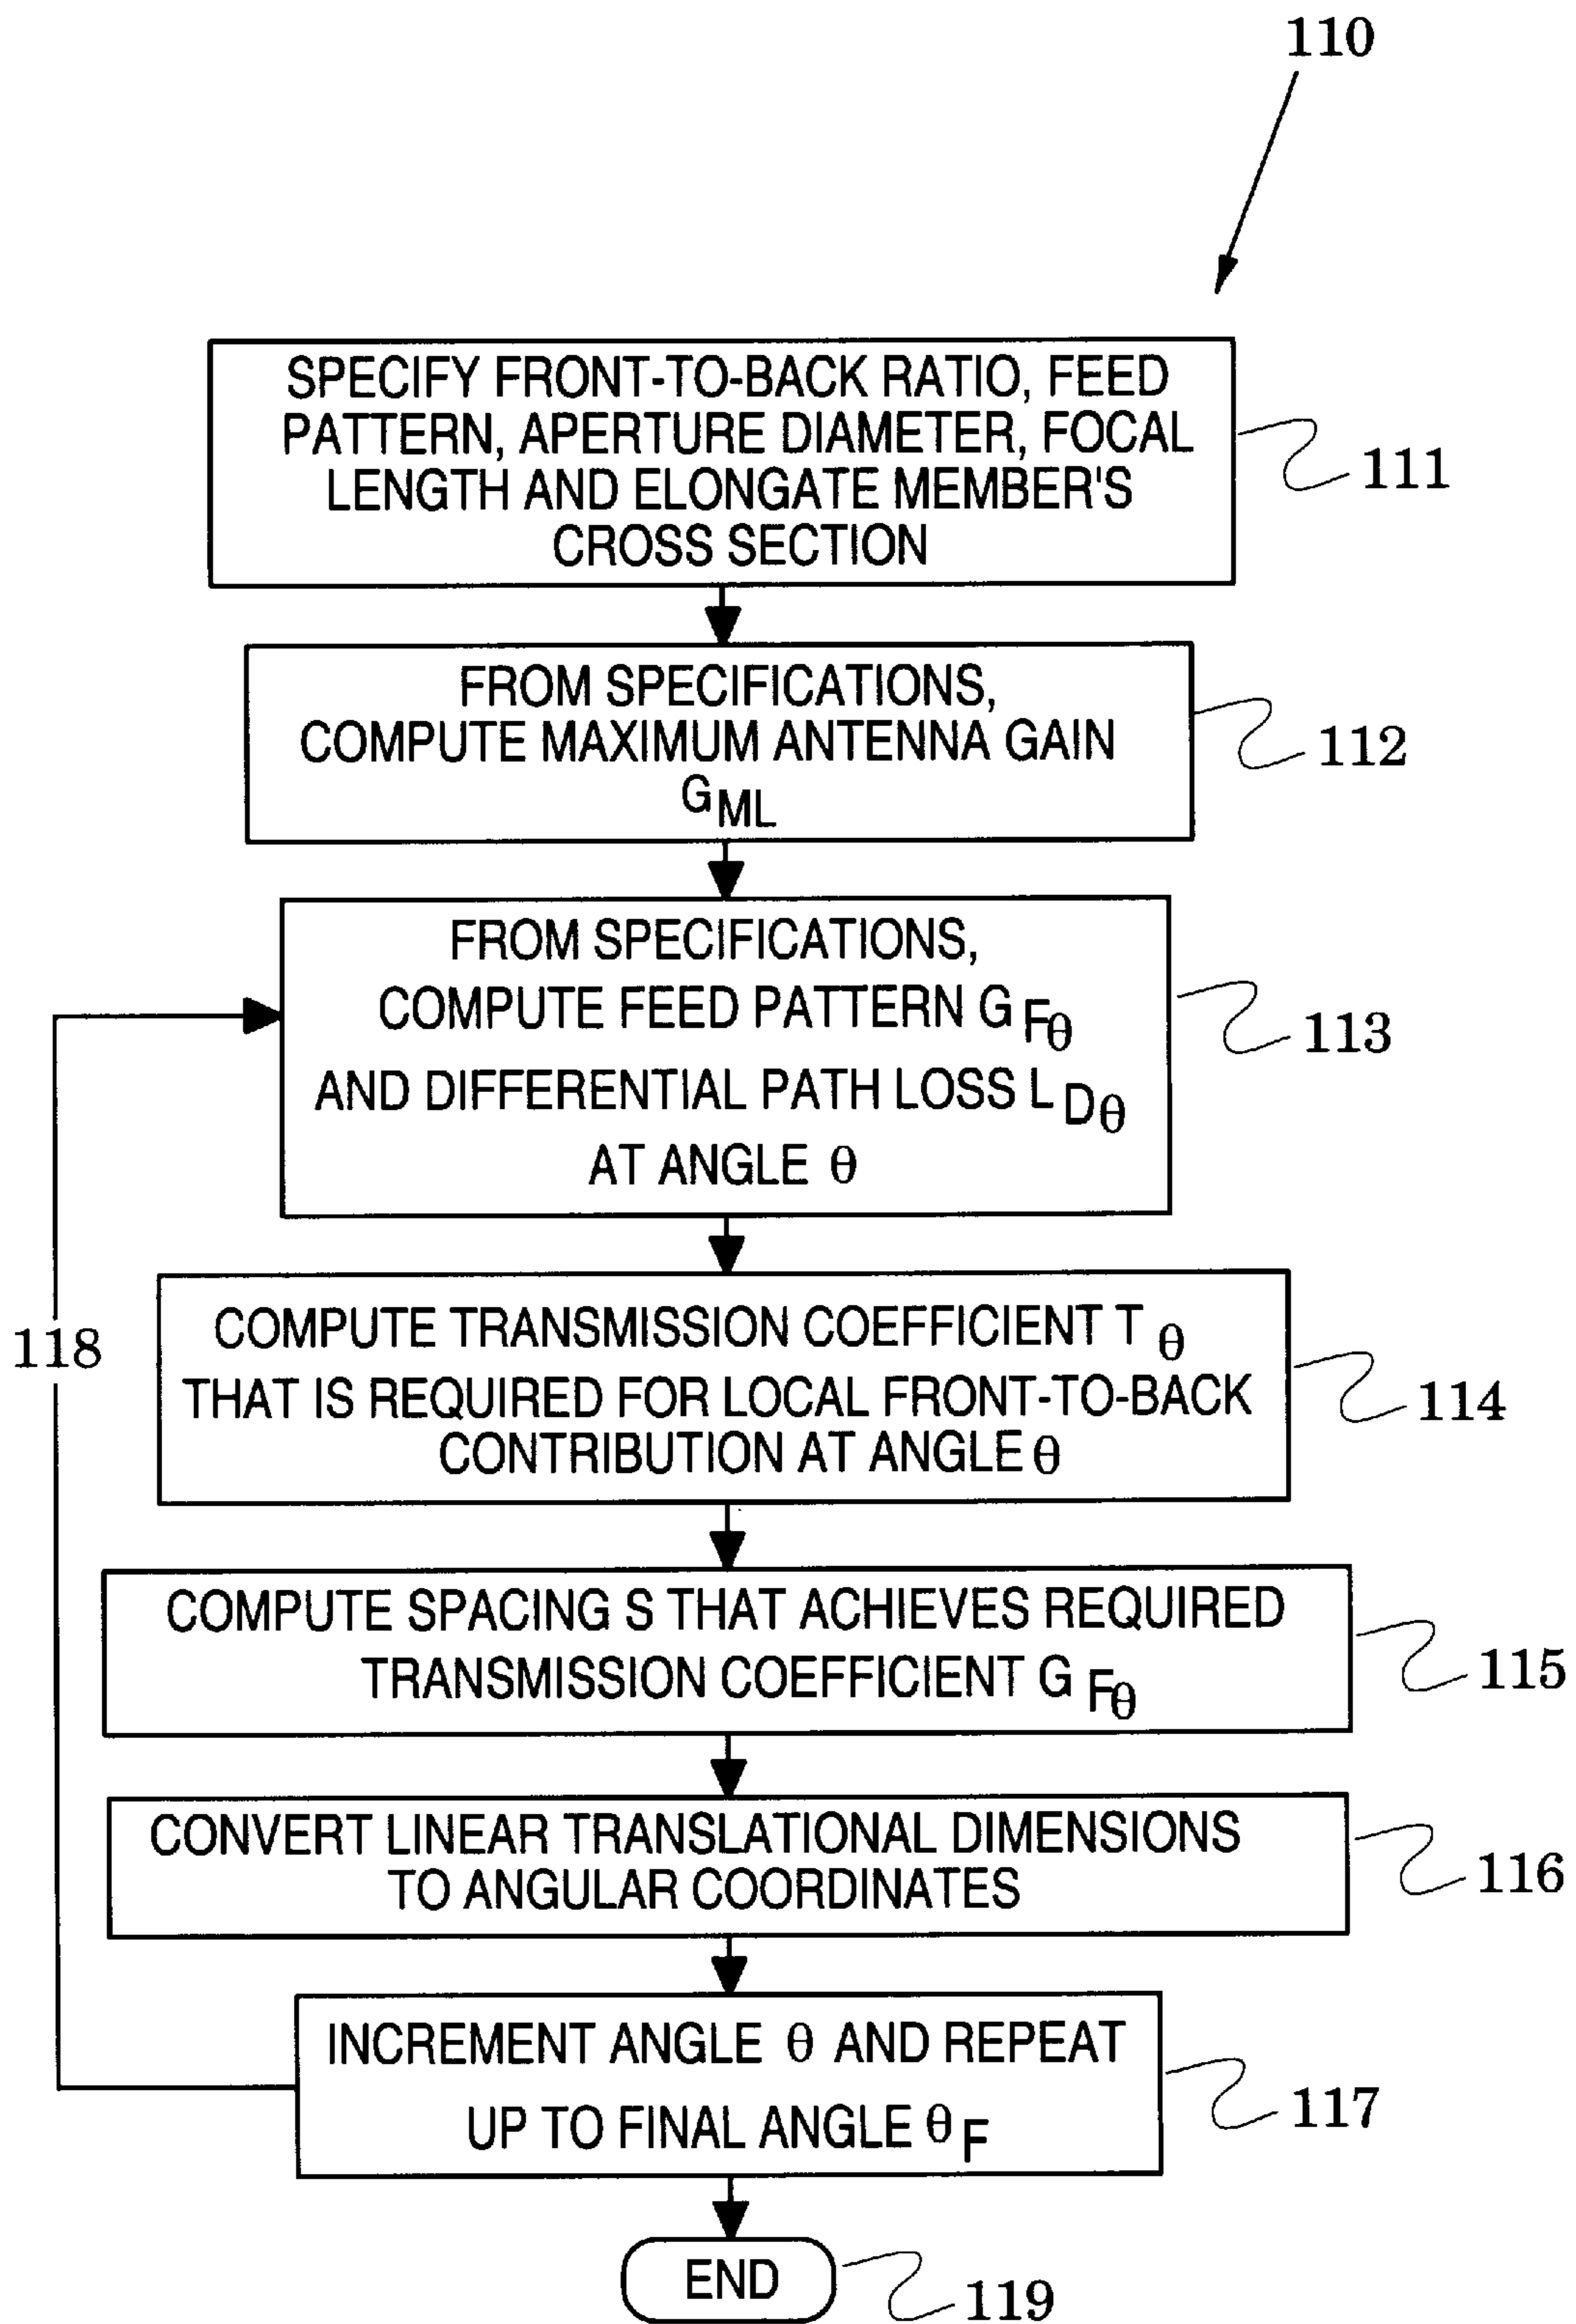 110
SPECIFY FRONT-TO-BACK RATIO, FEED
PATTERN, APERTURE DIAMETER, FOCAL
LENGTH AND ELONGATE MEMBER'S
CROSS SECTION
111
FROM SPECIFICATIONS,
COMPUTE MAXIMUM ANTENNA GAIN
G ML
112
FROM SPECIFICATIONS,
COMPUTE FEED PATTERN G Fθ
AND DIFFERENTIAL PATH LOSS L Dθ
AT ANGLE θ
113
COMPUTE TRANSMISSION COEFFICIENT T θ
THAT IS REQUIRED FOR LOCAL FRONT-TO-BACK
CONTRIBUTION AT ANGLE θ
114
118
COMPUTE SPACING S THAT ACHIEVES REQUIRED
TRANSMISSION COEFFICIENT G Fθ
115
CONVERT LINEAR TRANSLATIONAL DIMENSIONS
TO ANGULAR COORDINATES
116
INCREMENT ANGLE θ AND REPEAT
UP TO FINAL ANGLE θ F
117
END
119